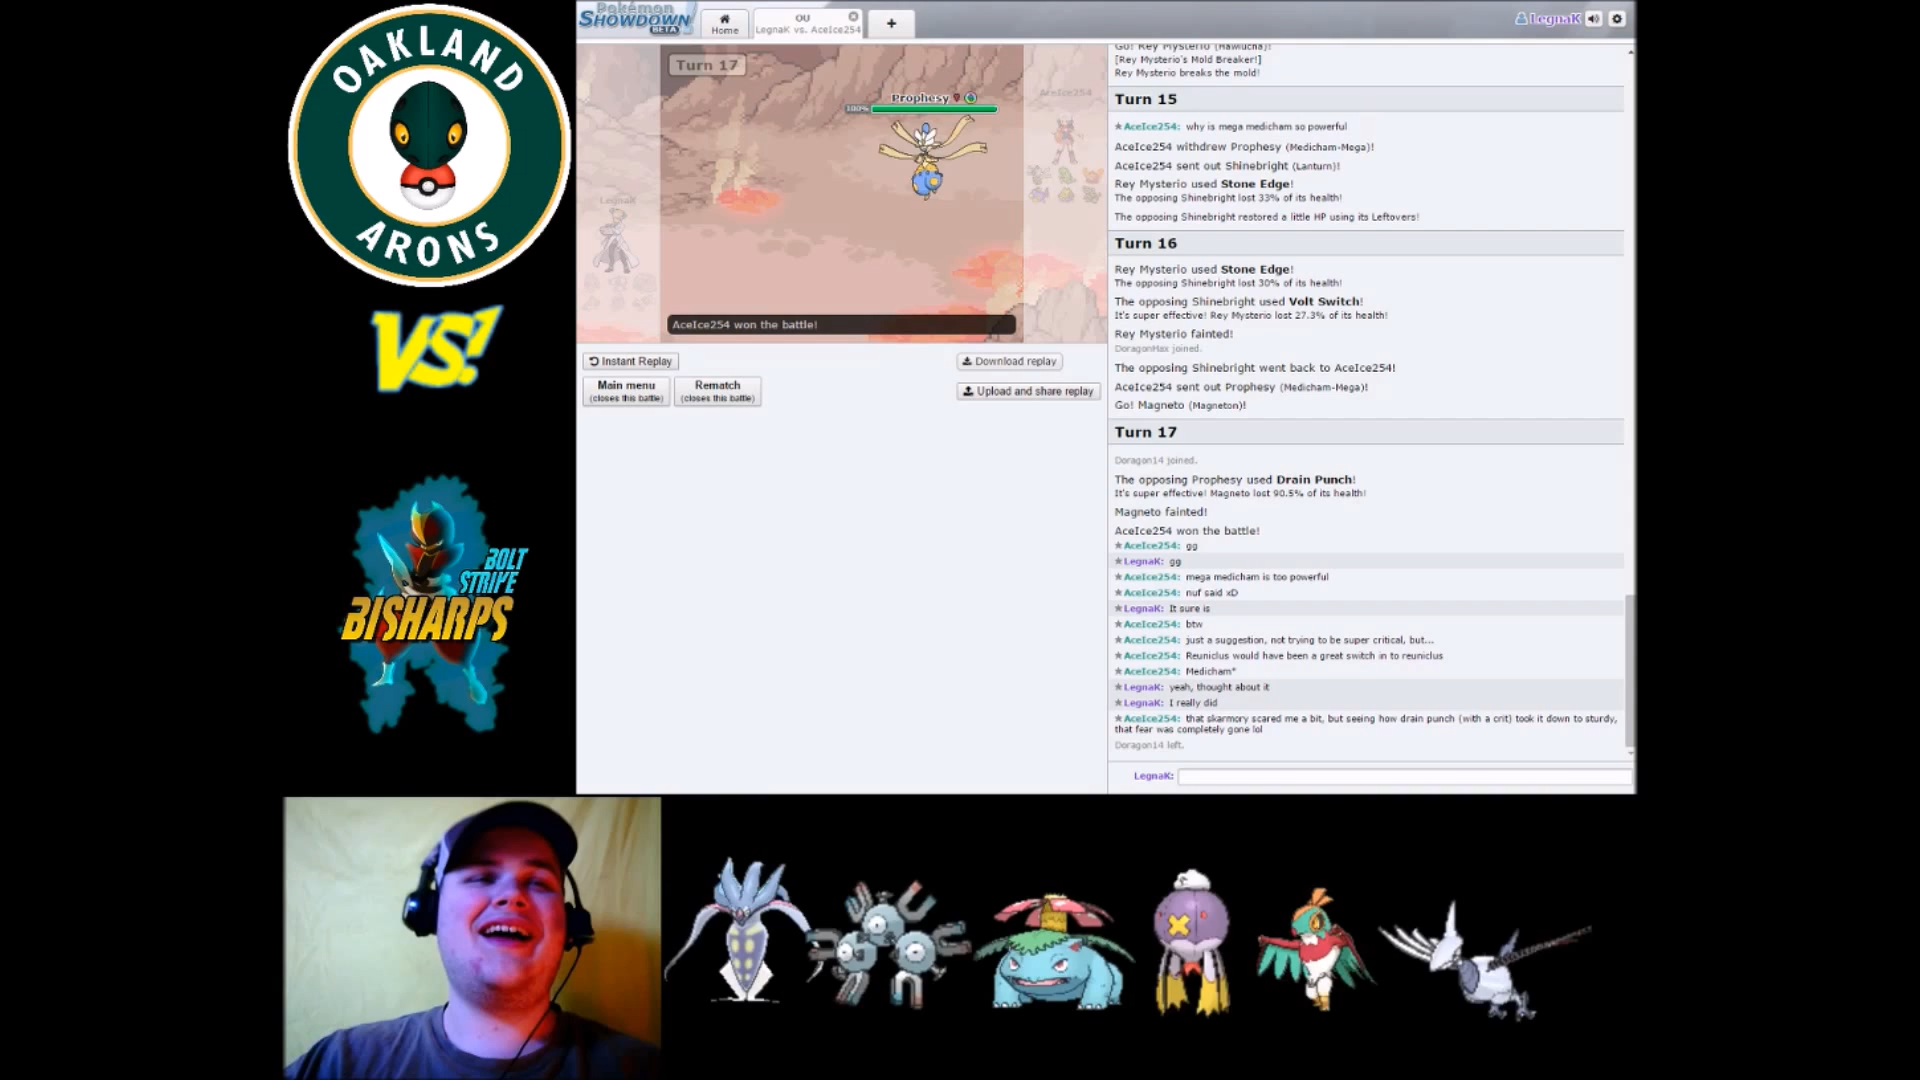 OAKLAND
ARONS
VS!
BOLT
STRIKE
BISHARPS
Pokémon
SHOWDOWN
BETA
Home
OU
LegnaK vs. AceIce254
+
LegnaK
Turn 17
Prophesy
100%
AceIce254
LegnaK
AceIce254 won the battle!
Instant Replay
Download replay
Main menu
(closes this battle)
Rematch
(closes this battle)
Upload and share replay
Go! Rey Mysterio (Hawlucha)!
[Rey Mysterio's Mold Breaker!]
Rey Mysterio breaks the mold!
Turn 15
★AceIce254: why is mega medicham so powerful
AceIce254 withdrew Prophesy (Medicham-Mega)!
AceIce254 sent out Shinebright (Lanturn)!
Rey Mysterio used Stone Edge!
The opposing Shinebright lost 33% of its health!
The opposing Shinebright restored a little HP using its Leftovers!
Turn 16
Rey Mysterio used Stone Edge!
The opposing Shinebright lost 30% of its health!
The opposing Shinebright used Volt Switch!
It's super effective! Rey Mysterio lost 27.3% of its health!
Rey Mysterio fainted!
DoragonMax joined.
The opposing Shinebright went back to AceIce254!
AceIce254 sent out Prophesy (Medicham-Mega)!
Go! Magneto (Magneton)!
Turn 17
Doragon14 joined.
The opposing Prophesy used Drain Punch!
It's super effective! Magneto lost 90.5% of its health!
Magneto fainted!
AceIce254 won the battle!
★AceIce254: gg
★LegnaK: gg
★AceIce254: mega medicham is too powerful
★AceIce254: nuf said xD
★LegnaK: It sure is
★AceIce254: btw
★AceIce254: just a suggestion, not trying to be super critical, but...
★AceIce254: Reuniclus would have been a great switch in to reuniclus
★AceIce254: Medicham*
★LegnaK: yeah, thought about it
★LegnaK: I really did
★AceIce254: that skarmory scared me a bit, but seeing how drain punch (with a crit) took it down to sturdy,
that fear was completely gone lol
Doragon14 left.
LegnaK: